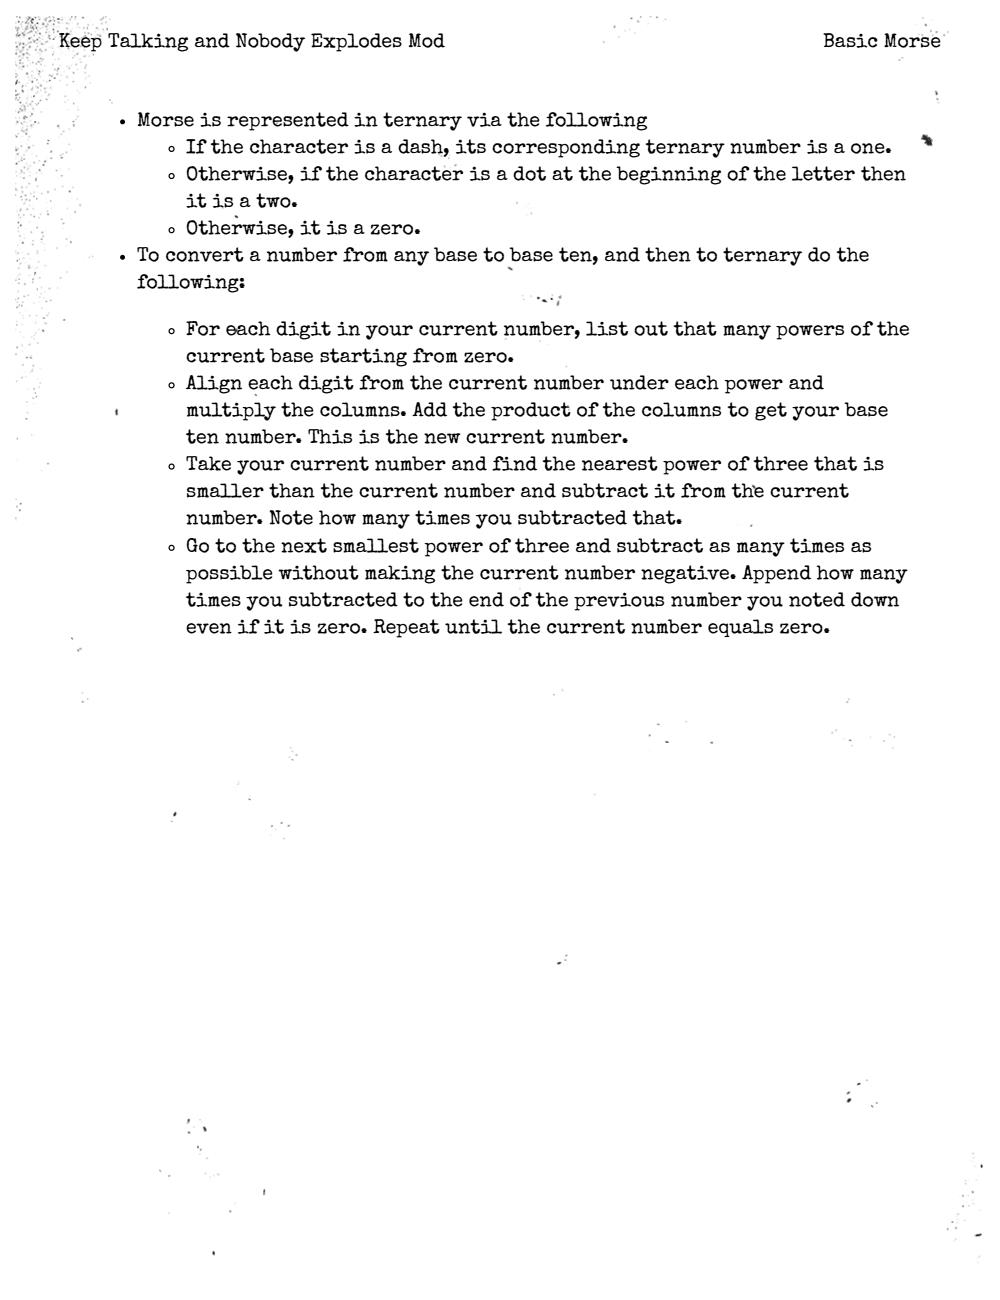 Keep Talking and Nobody Explodes Mod
Basic Morse
• Morse is represented in ternary via the following
◦ If the character is a dash, its corresponding ternary number is a one.
◦ Otherwise, if the character is a dot at the beginning of the letter then
it is a two.
◦ Otherwise, it is a zero.
• To convert a number from any base to base ten, and then to ternary do the
following:
◦ For each digit in your current number, list out that many powers of the
current base starting from zero.
◦ Align each digit from the current number under each power and
multiply the columns. Add the product of the columns to get your base
ten number. This is the new current number.
◦ Take your current number and find the nearest power of three that is
smaller than the current number and subtract it from the current
number. Note how many times you subtracted that.
◦ Go to the next smallest power of three and subtract as many times as
possible without making the current number negative. Append how many
times you subtracted to the end of the previous number you noted down
even if it is zero. Repeat until the current number equals zero.